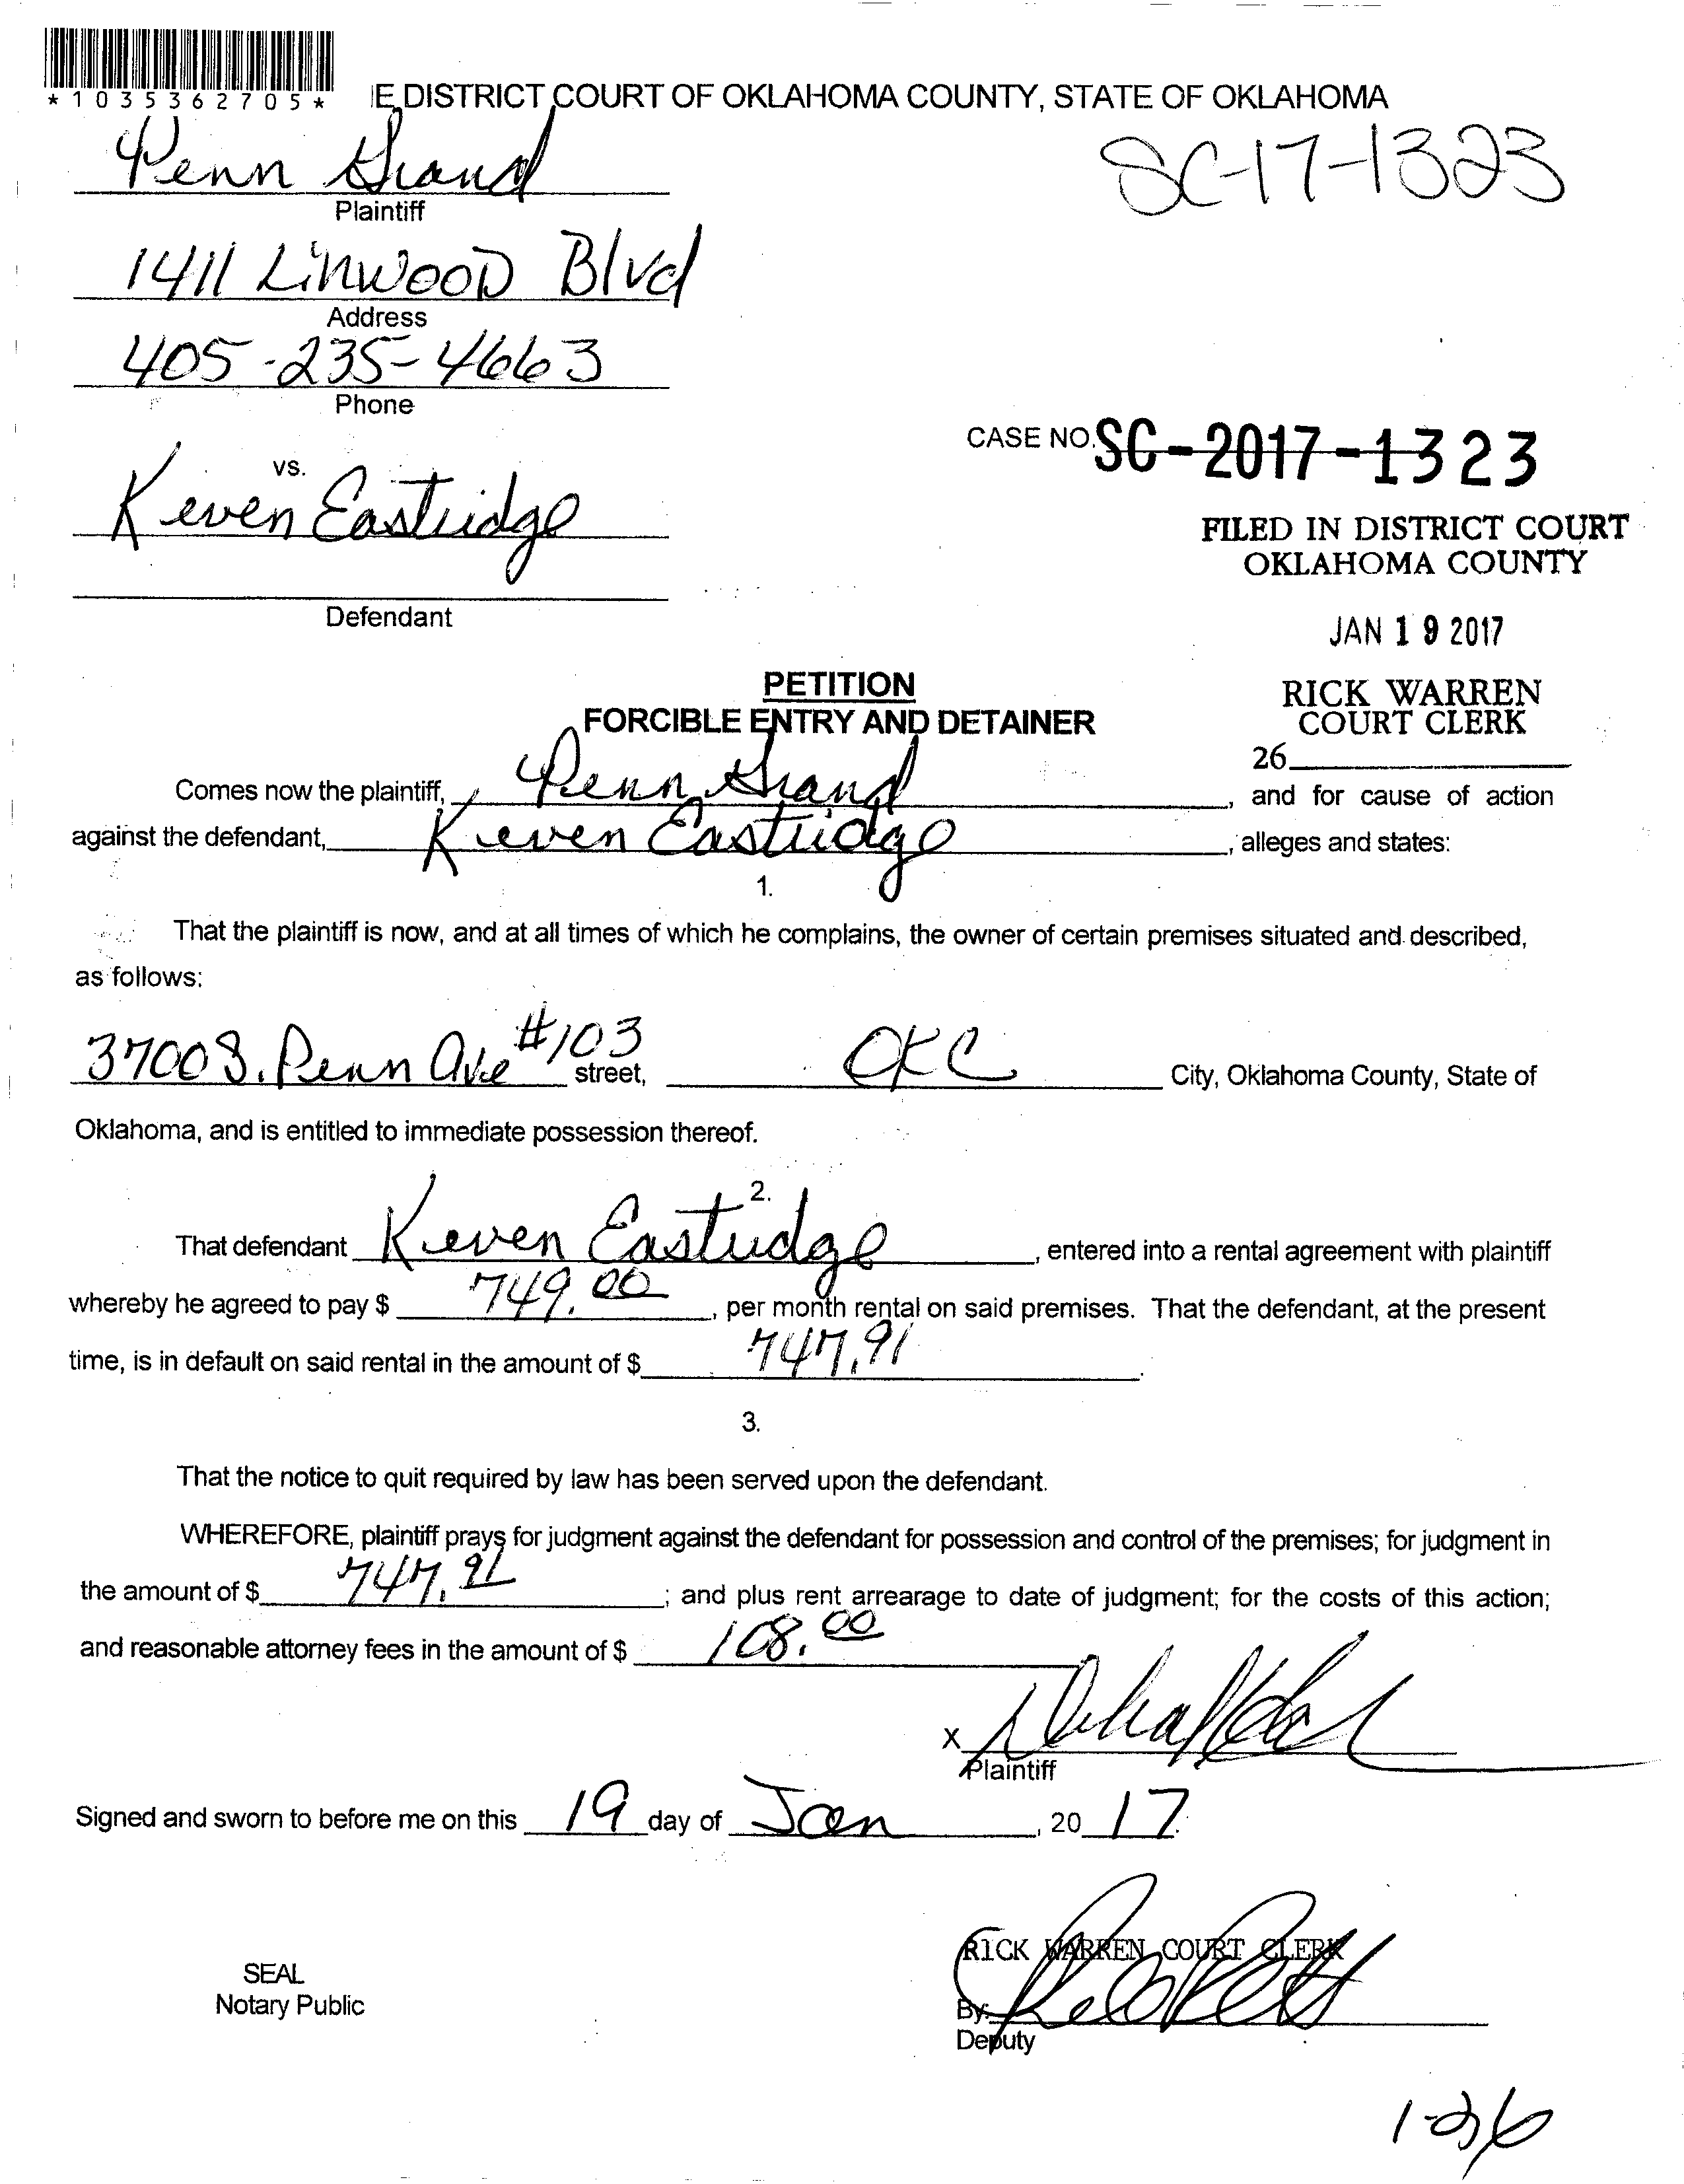 *1035362705*
E DISTRICT COURT OF OKLAHOMA COUNTY, STATE OF OKLAHOMA
Penn Grand
SC-17-1323
Plaintiff
1411 Linwood Blvd
Address
405-235-4663
Phone
CASE NO. SC-2017-1323
vs.
Keven Eastridge
FILED IN DISTRICT COURT
OKLAHOMA COUNTY
Defendant
JAN 19 2017
PETITION
FORCIBLE ENTRY AND DETAINER
RICK WARREN
COURT CLERK
26
Comes now the plaintiff, Penn Grand, and for cause of action
against the defendant, Keven Eastridge, alleges and states:
1.
That the plaintiff is now, and at all times of which he complains, the owner of certain premises situated and described,
as follows:
3700 S. Penn Ave #103 street, OKC City, Oklahoma County, State of
Oklahoma, and is entitled to immediate possession thereof.
2.
That defendant Keven Eastridge, entered into a rental agreement with plaintiff
whereby he agreed to pay $ 749.00, per month rental on said premises. That the defendant, at the present
time, is in default on said rental in the amount of $ 747.91.
3.
That the notice to quit required by law has been served upon the defendant.
WHEREFORE, plaintiff prays for judgment against the defendant for possession and control of the premises; for judgment in
the amount of $ 747.91; and plus rent arrearage to date of judgment; for the costs of this action;
and reasonable attorney fees in the amount of $ 108.00
X
Plaintiff
Signed and sworn to before me on this 19 day of Jan, 20 17.
RICK WARREN COURT CLERK
SEAL
Notary Public
By:
Deputy
1-26